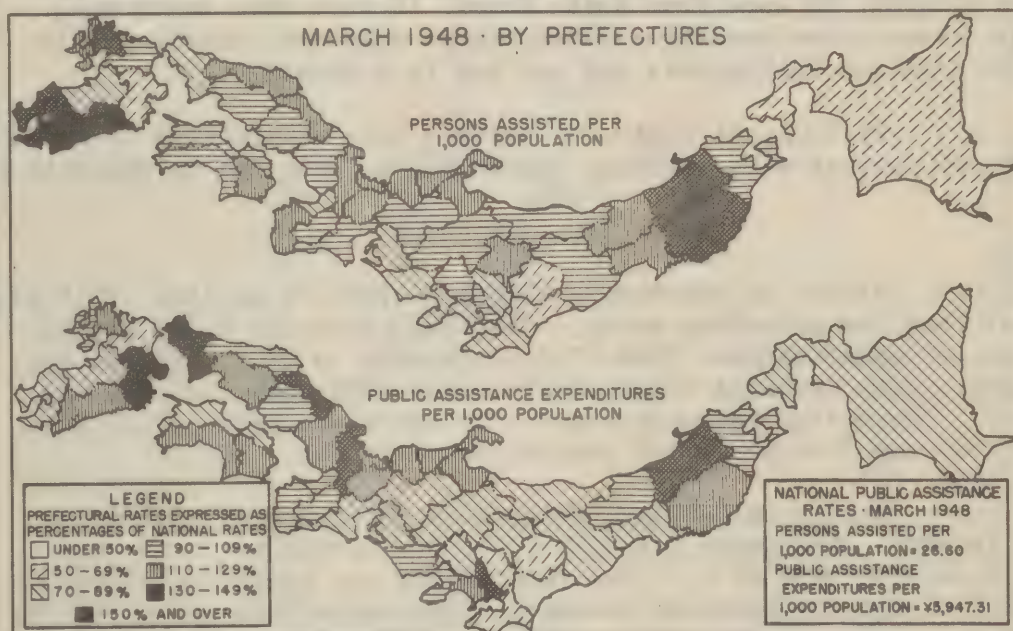 MARCH 1948 · BY PREFECTURES
PERSONS ASSISTED PER
1,000 POPULATION
PUBLIC ASSISTANCE EXPENDITURES
PER 1,000 POPULATION
LEGEND
PREFECTURAL RATES EXPRESSED AS
PERCENTAGES OF NATIONAL RATES
UNDER 50% 90-109%
50-69% 110-129%
70-89% 130-149%
150% AND OVER
NATIONAL PUBLIC ASSISTANCE
RATES · MARCH 1948
PERSONS ASSISTED PER
1,000 POPULATION = 26.60
PUBLIC ASSISTANCE
EXPENDITURES PER
1,000 POPULATION = ¥5,947.31